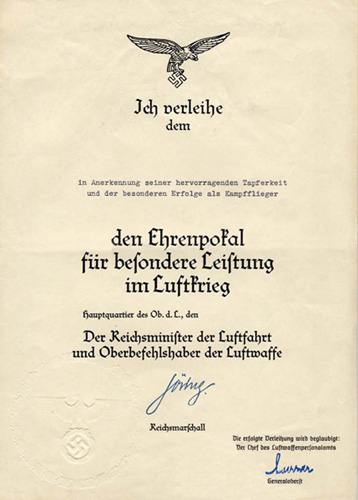 Ich verleihe
dem
in Anerkennung seiner hervorragenden Tapferkeit
und der besonderen Erfolge als Kampfflieger
den Ehrenpokal
für besondere Leistung
im Luftkrieg
Hauptquartier des Ob. d. L., den
Der Reichsminister der Luftfahrt
und Oberbefehlshaber der Luftwaffe
Göring.
Reichsmarschall
Die erfolgte Verleihung wird beglaubigt:
Der Chef des Luftwaffenpersonalamts
Generaloberst